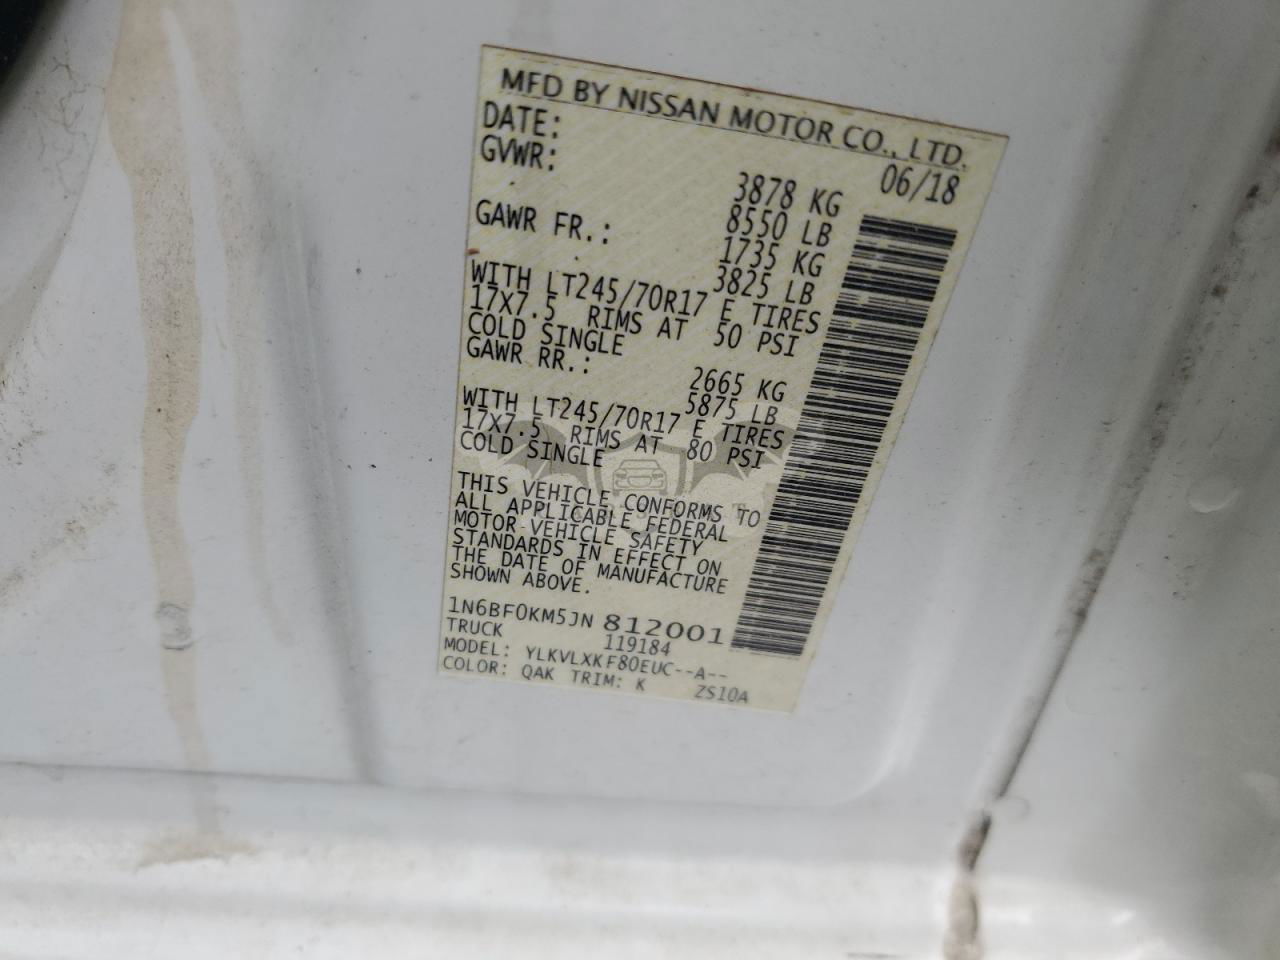 MFD BY NISSAN MOTOR CO., LTD.
DATE: 06/18
GVWR: 3878 KG
8550 LB
GAWR FR.: 1735 KG
3825 LB
WITH LT245/70R17 E TIRES
17X7.5 RIMS AT 50 PSI
COLD SINGLE
GAWR RR.: 2665 KG
5875 LB
WITH LT245/70R17 E TIRES
17X7.5 RIMS AT 80 PSI
COLD SINGLE
THIS VEHICLE CONFORMS TO
ALL APPLICABLE FEDERAL
MOTOR VEHICLE SAFETY
STANDARDS IN EFFECT ON
THE DATE OF MANUFACTURE
SHOWN ABOVE.
1N6BF0KM5JN 812001
TRUCK 119184
MODEL: YLKVLXKF80EUC--A--
COLOR: QAK TRIM: K ZS10A